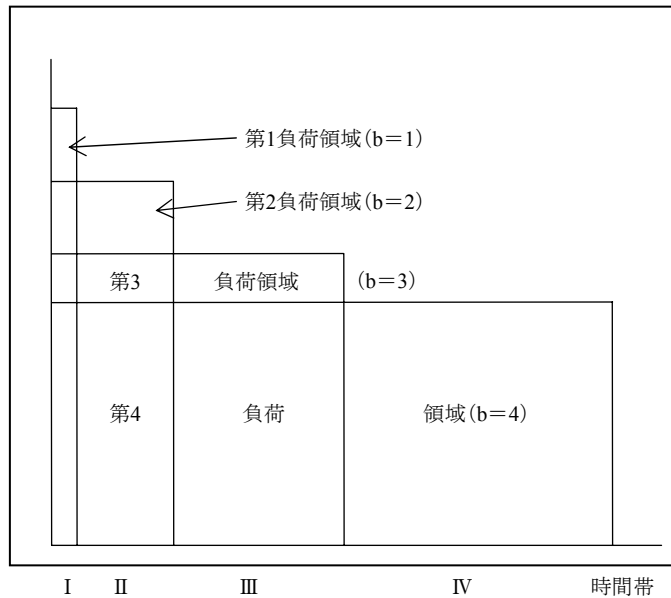 第1負荷領域(b＝1)
第2負荷領域(b＝2)
第3 負荷領域 (b＝3)
第4 負荷 領域(b＝4)
Ⅰ Ⅱ Ⅲ Ⅳ 時間帯